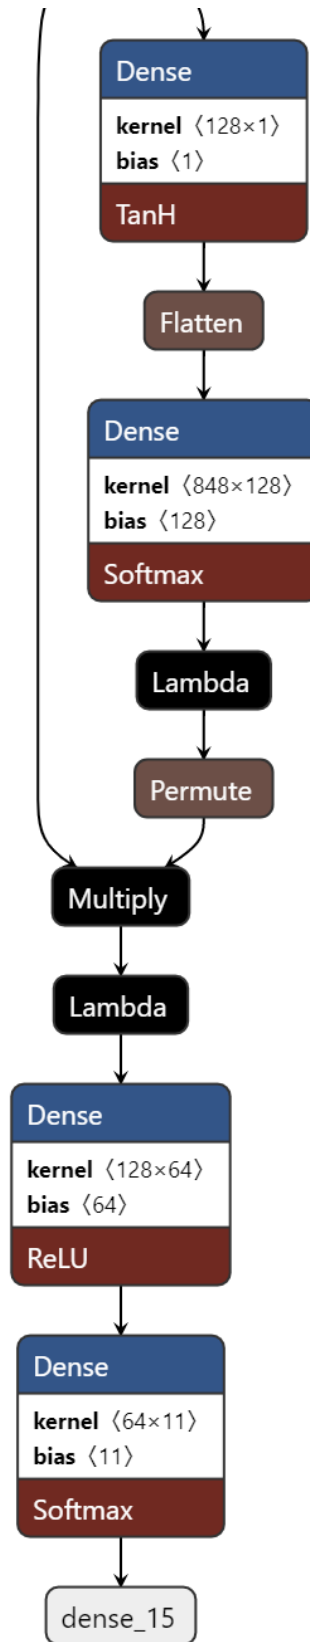 Dense
kernel 〈128×1〉
bias 〈1〉
TanH
Flatten
Dense
kernel 〈848×128〉
bias 〈128〉
Softmax
Lambda
Permute
Multiply
Lambda
Dense
kernel 〈128×64〉
bias 〈64〉
ReLU
Dense
kernel 〈64×11〉
bias 〈11〉
Softmax
dense_15